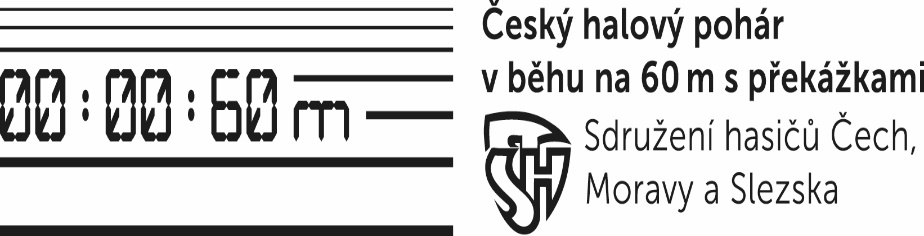 00:00:60 m
Český halový pohár
v běhu na 60 m s překážkami
SH
Sdružení hasičů Čech,
Moravy a Slezska